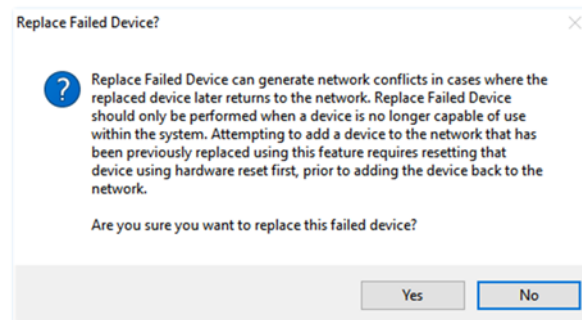 Replace Failed Device?
Replace Failed Device can generate network conflicts in cases where the
replaced device later returns to the network. Replace Failed Device
should only be performed when a device is no longer capable of use
within the system. Attempting to add a device to the network that has
been previously replaced using this feature requires resetting that
device using hardware reset first, prior to adding the device back to the
network.
Are you sure you want to replace this failed device?
Yes No